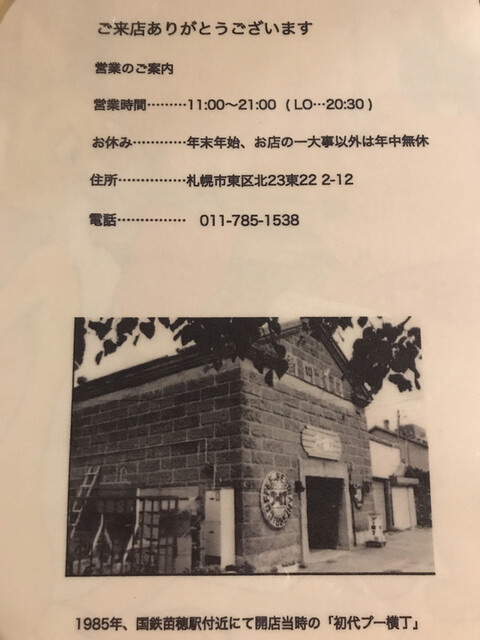 ご来店ありがとうございます
営業のご案内
営業時間………11:00〜21:00 ( LO…20:30 )
お休み…………年末年始、お店の一大事以外は年中無休
住所……………札幌市東区北23東22 2-12
電話…………… 011-785-1538
1985年、国鉄苗穂駅付近にて開店当時の「初代プー横丁」